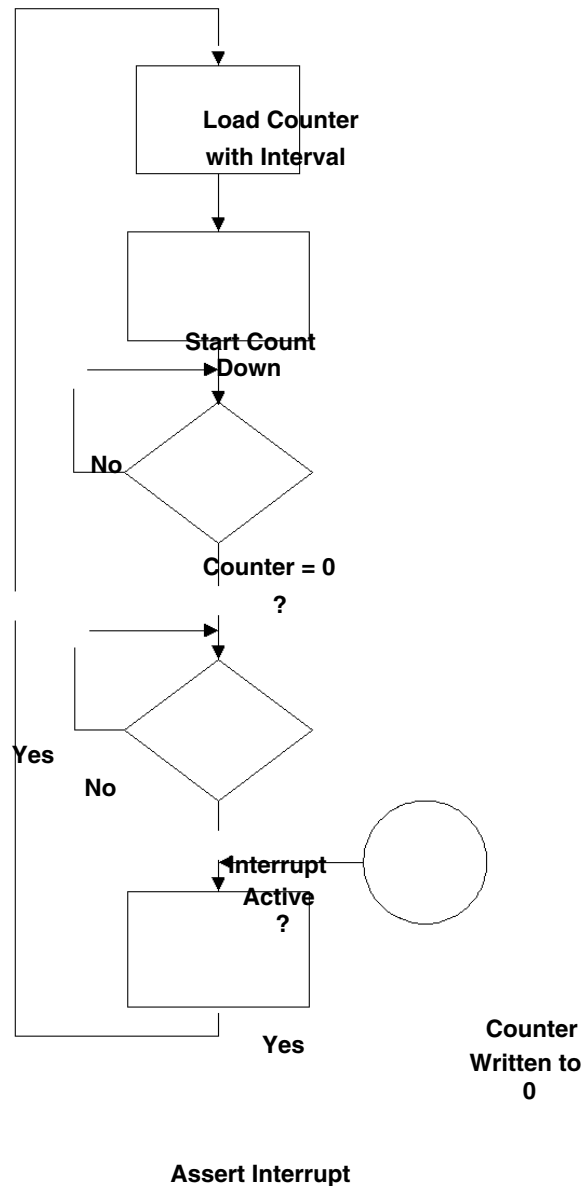 Load Counter
with Interval
Start Count
Down
No
Counter = 0
?
Yes
No
Interrupt
Active
?
Yes
Counter
Written to
0
Assert Interrupt